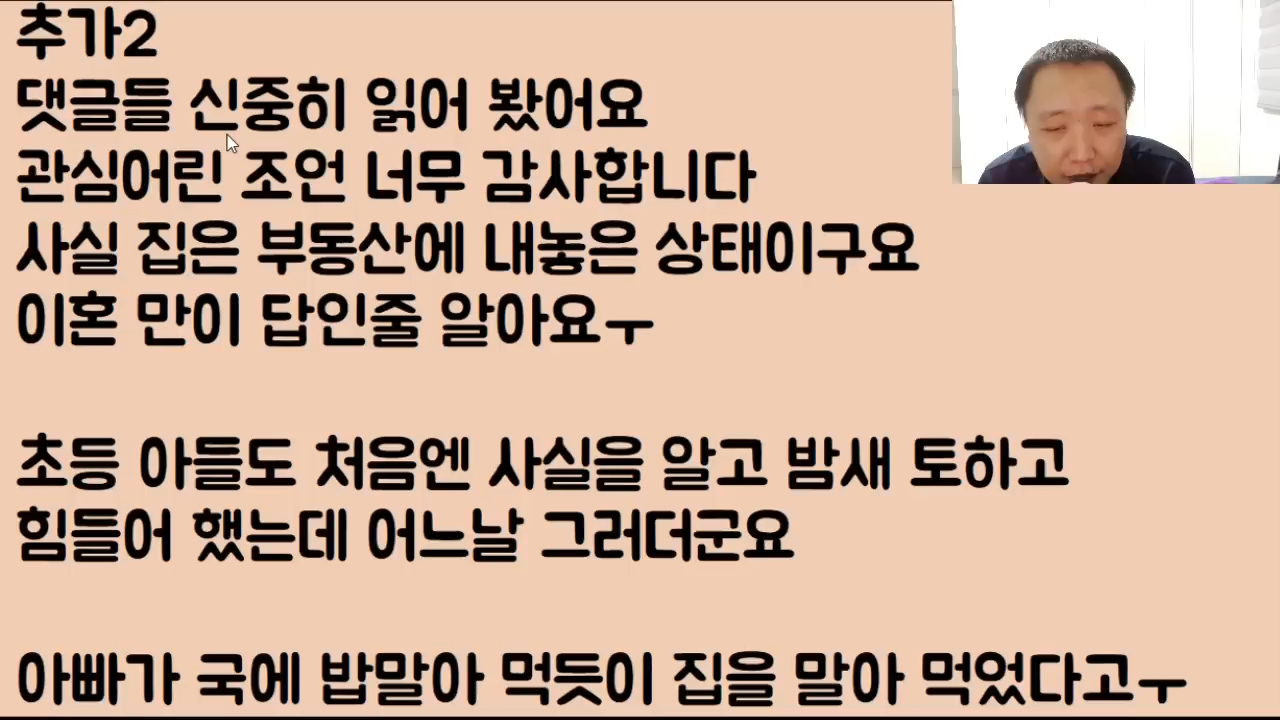 추가2
댓글들 신중히 읽어 봤어요
관심어린 조언 너무 감사합니다
사실 집은 부동산에 내놓은 상태이구요
이혼 만이 답인줄 알아요ㅜ
초등 아들도 처음엔 사실을 알고 밤새 토하고
힘들어 했는데 어느날 그러더군요
아빠가 국에 밥말아 먹듯이 집을 말아 먹었다고ㅜ